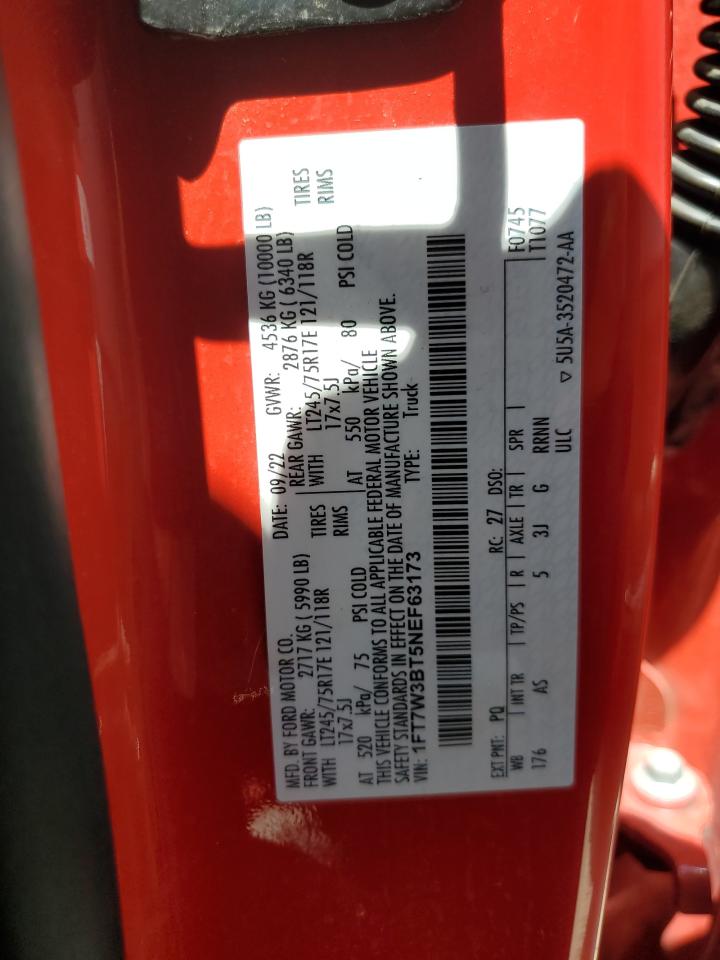 MFD. BY FORD MOTOR CO.
DATE: 09/22 GVWR: 4536 KG (10000 LB)
FRONT GAWR: 2717 KG ( 5990 LB) REAR GAWR: 2876 KG ( 6340 LB)
WITH LT245/75R17E 121/118R TIRES WITH LT245/75R17E 121/118R TIRES
17x7.5J RIMS 17x7.5J RIMS
AT 520 kPa/ 75 PSI COLD AT 550 kPa/ 80 PSI COLD
THIS VEHICLE CONFORMS TO ALL APPLICABLE FEDERAL MOTOR VEHICLE
SAFETY STANDARDS IN EFFECT ON THE DATE OF MANUFACTURE SHOWN ABOVE.
VIN: 1FT7W3BT5NEF63173 TYPE: Truck
EXT PNT: PQ RC: 27 DSO: F0745
WB INT TR TP/PS R AXLE TR SPR T1077
176 AS 5 3J G RRNN
ULC ▽ 5U5A-3520472-AA